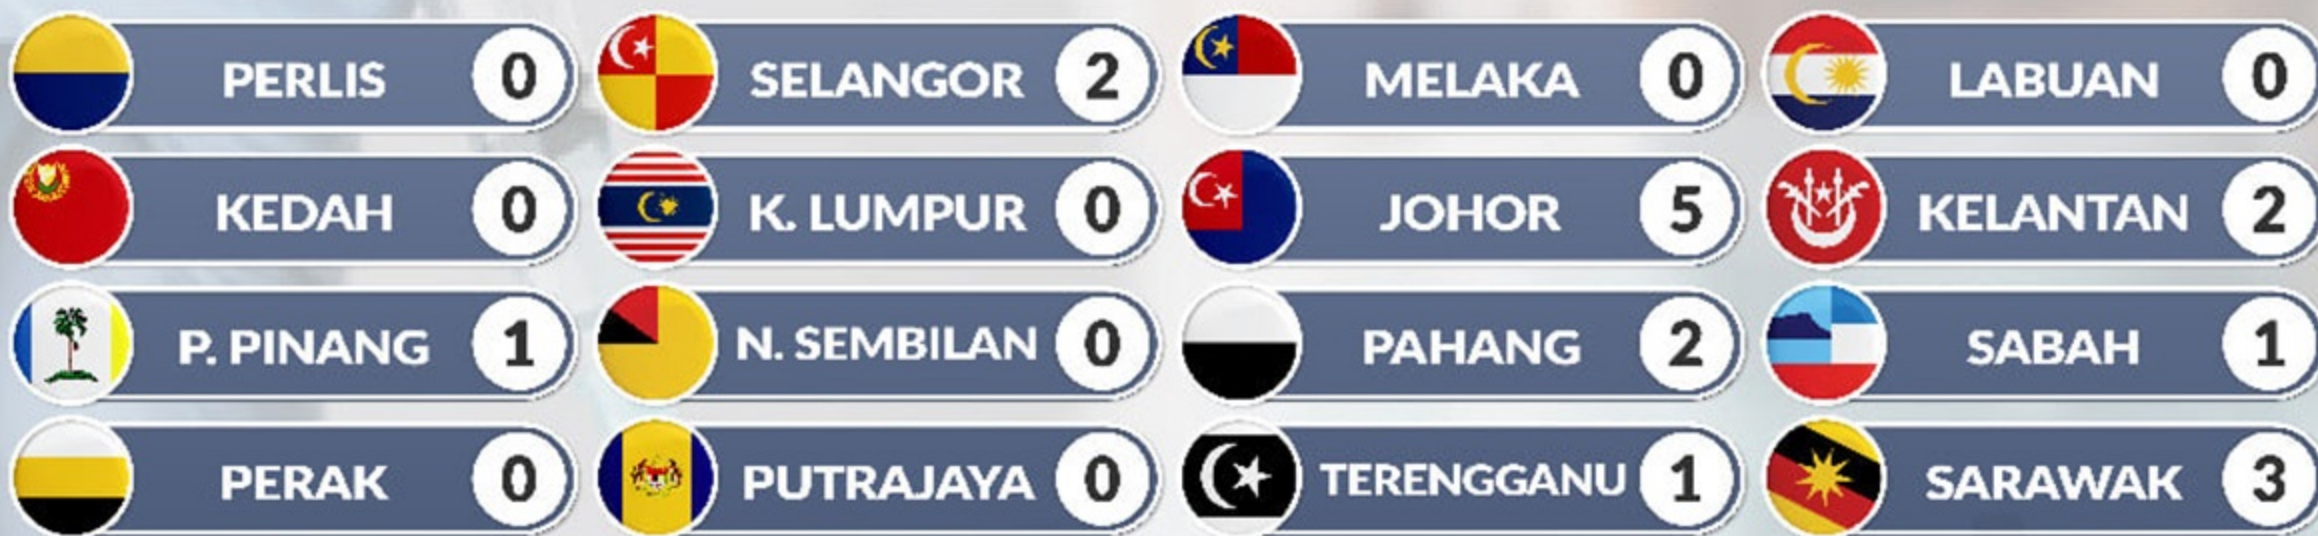 PERLIS 0 SELANGOR 2 MELAKA 0 LABUAN 0
KEDAH 0 K. LUMPUR 0 JOHOR 5 KELANTAN 2
P. PINANG 1 N. SEMBILAN 0 PAHANG 2 SABAH 1
PERAK 0 PUTRAJAYA 0 TERENGGANU 1 SARAWAK 3